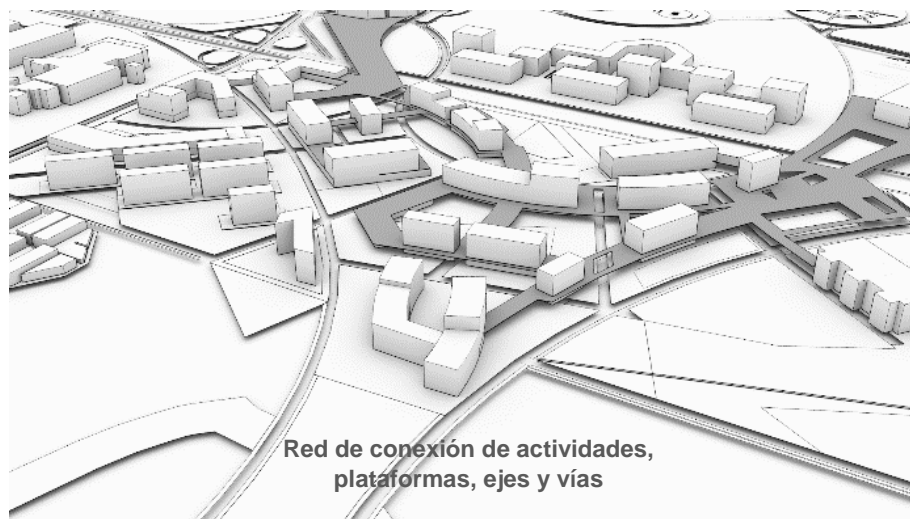 Red de conexión de actividades,
plataformas, ejes y vías